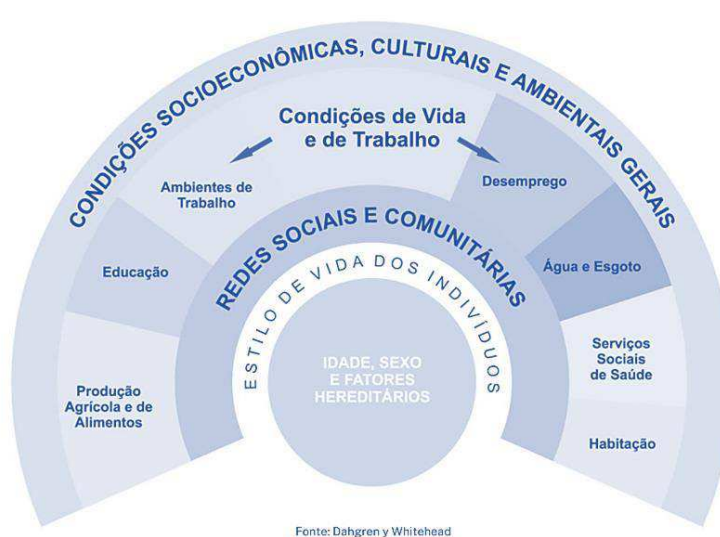 CONDIÇÕES SOCIOECONÔMICAS, CULTURAIS E AMBIENTAIS GERAIS
Condições de Vida
e de Trabalho
Ambientes de
Trabalho
Desemprego
REDES SOCIAIS E COMUNITÁRIAS
Educação
Água e Esgoto
ESTILO DE VIDA DOS INDIVÍDUOS
Serviços
Sociais
de Saúde
IDADE, SEXO
E FATORES
HEREDITÁRIOS
Produção
Agrícola e de
Alimentos
Habitação
Fonte: Dahgren y Whitehead